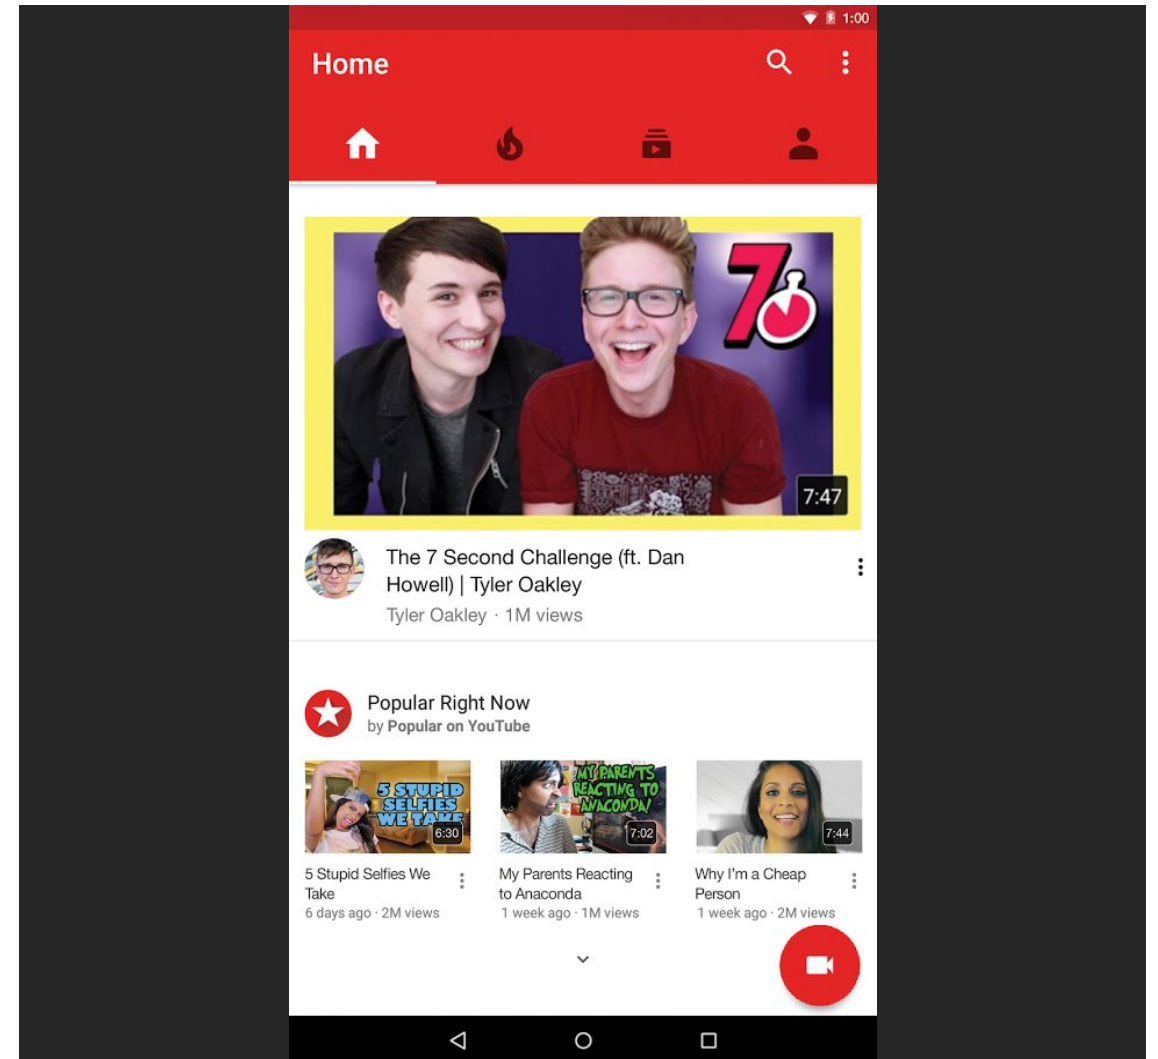 1:00
Home
7
7:47
The 7 Second Challenge (ft. Dan
Howell) | Tyler Oakley
Tyler Oakley · 1M views
Popular Right Now
by Popular on YouTube
5 STUPID
SELFIES
WE TAKE
6:30
MY PARENTS
REACTING TO
ANACONDA!
7:02
7:44
5 Stupid Selfies We
Take
6 days ago · 2M views
My Parents Reacting
to Anaconda
1 week ago · 1M views
Why I'm a Cheap
Person
1 week ago · 2M views